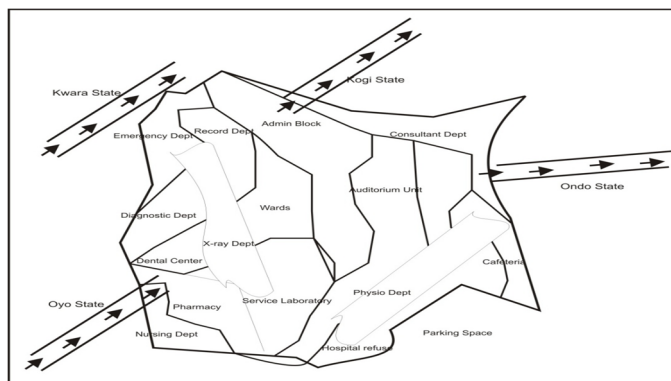 Kogi State
Kwara State
Admin Block
Record Dept
Emergency Dept
Consultant Dept
Auditorium Unit
Ondo State
Wards
Diagnostic Dept
X-ray Dept
Dental Center
Cafeteria
Physio Dept
Service Laboratory
Oyo State
Pharmacy
Nursing Dept
Parking Space
Hospital refuse